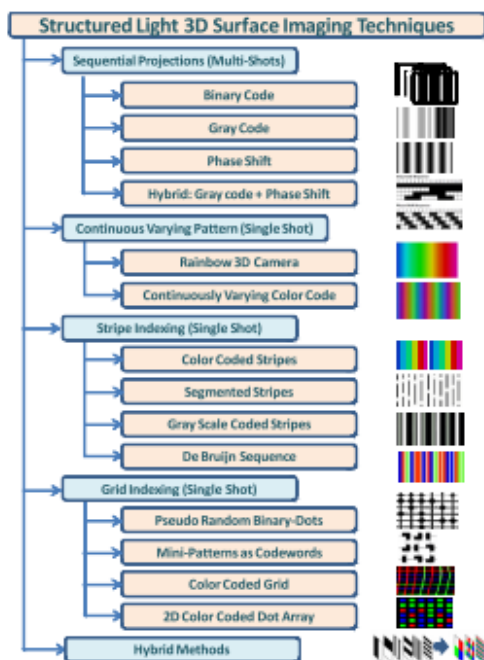 Structured Light 3D Surface Imaging Techniques
Sequential Projections (Multi-Shots)
Binary Code
Gray Code
Phase Shift
Hybrid: Gray code + Phase Shift
Continuous Varying Pattern (Single Shot)
Rainbow 3D Camera
Continuously Varying Color Code
Stripe Indexing (Single Shot)
Color Coded Stripes
Segmented Stripes
Gray Scale Coded Stripes
De Bruijn Sequence
Grid Indexing (Single Shot)
Pseudo Random Binary-Dots
Mini-Patterns as Codewords
Color Coded Grid
2D Color Coded Dot Array
Hybrid Methods